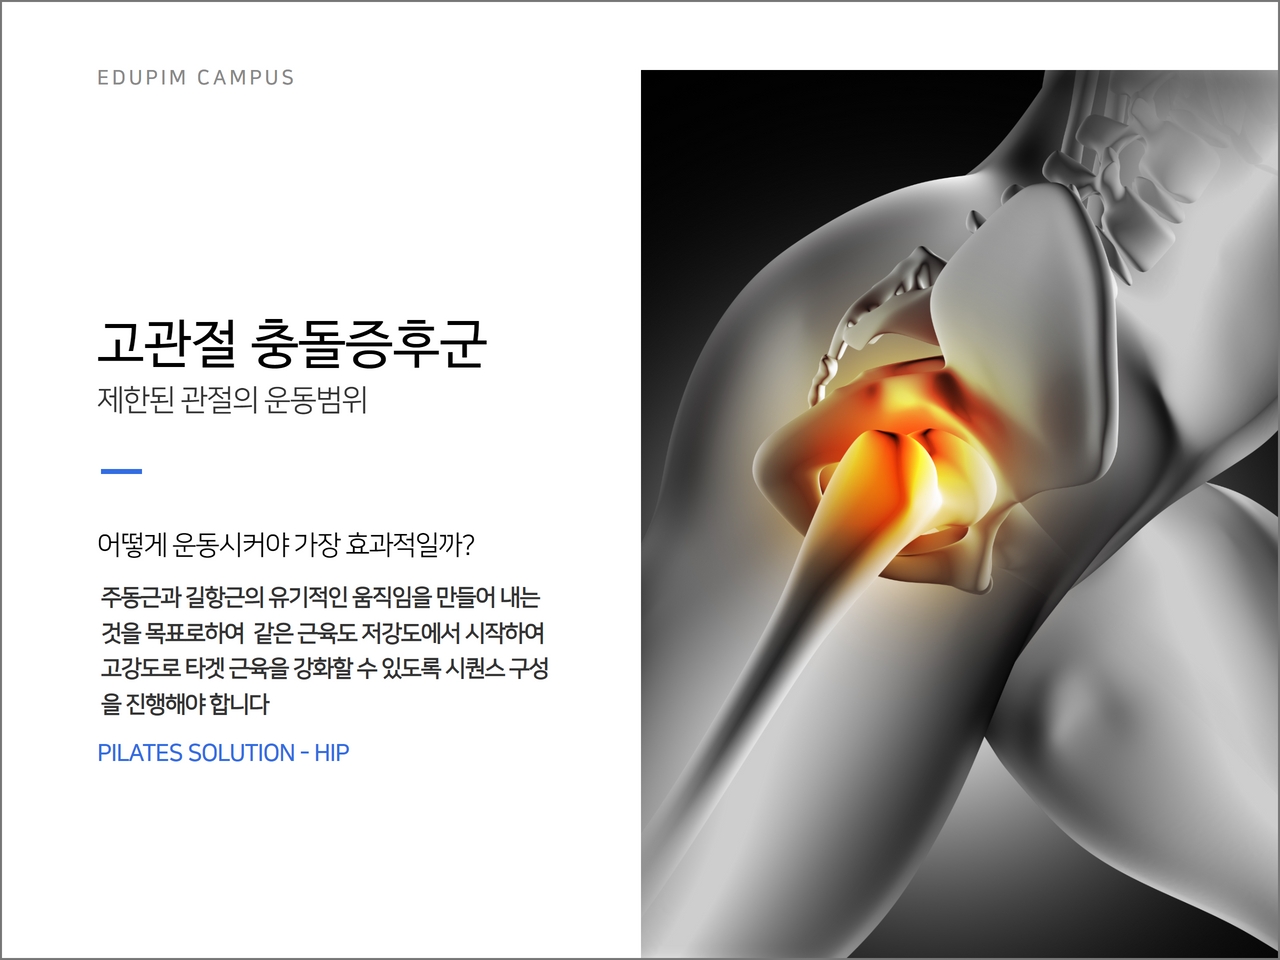 EDUPIM CAMPUS
고관절 충돌증후군
제한된 관절의 운동범위
어떻게 운동시켜야 가장 효과적일까?
주동근과 길항근의 유기적인 움직임을 만들어 내는
것을 목표로하여 같은 근육도 저강도에서 시작하여
고강도로 타겟 근육을 강화할 수 있도록 시퀀스 구성
을 진행해야 합니다
PILATES SOLUTION - HIP